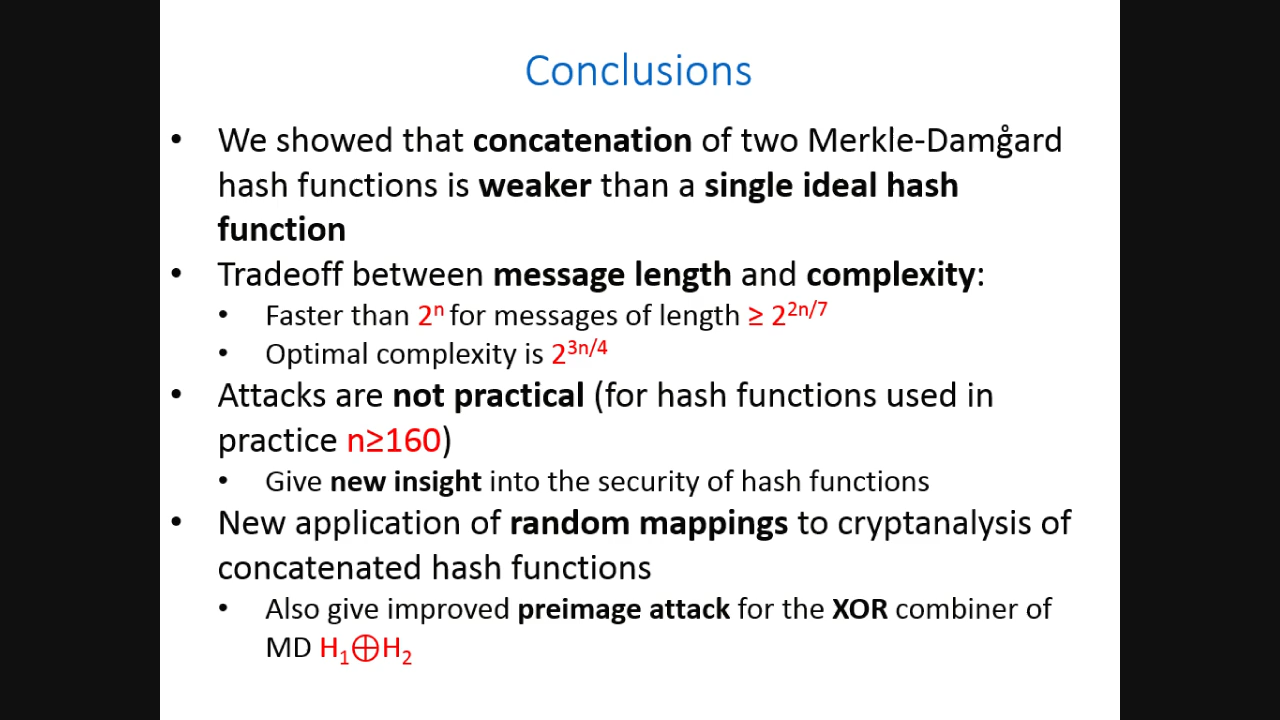 Conclusions
• We showed that concatenation of two Merkle-Damg̊ard
hash functions is weaker than a single ideal hash
function
• Tradeoff between message length and complexity:
• Faster than 2ⁿ for messages of length ≥ 2²ⁿ/⁷
• Optimal complexity is 2³ⁿ/⁴
• Attacks are not practical (for hash functions used in
practice n≥160)
• Give new insight into the security of hash functions
• New application of random mappings to cryptanalysis of
concatenated hash functions
• Also give improved preimage attack for the XOR combiner of
MD H₁⊕H₂